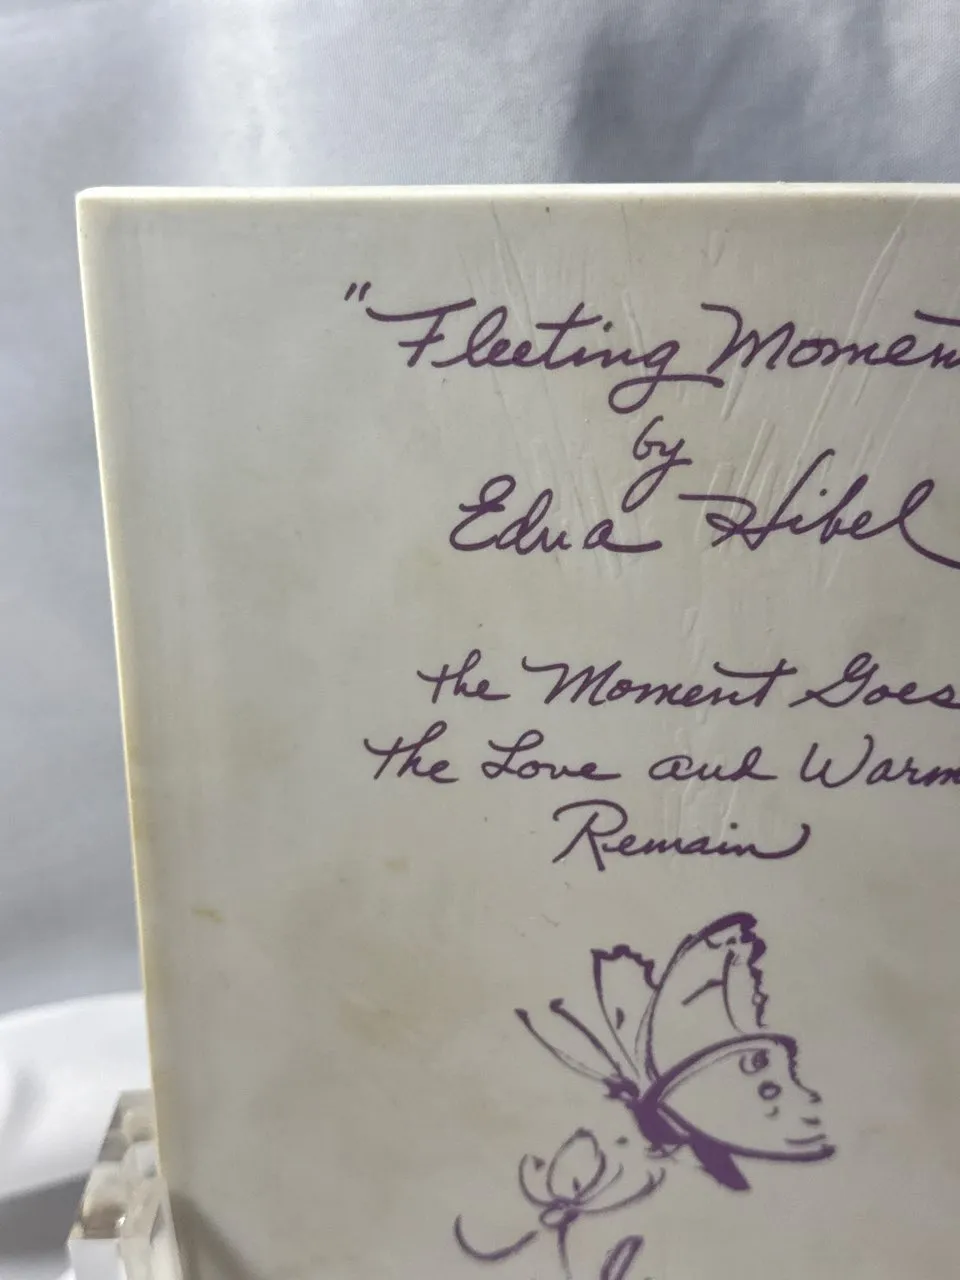 "Fleeting Momen
by
Edna Hibel
the Moment Goes
the Love and Warm
Remain